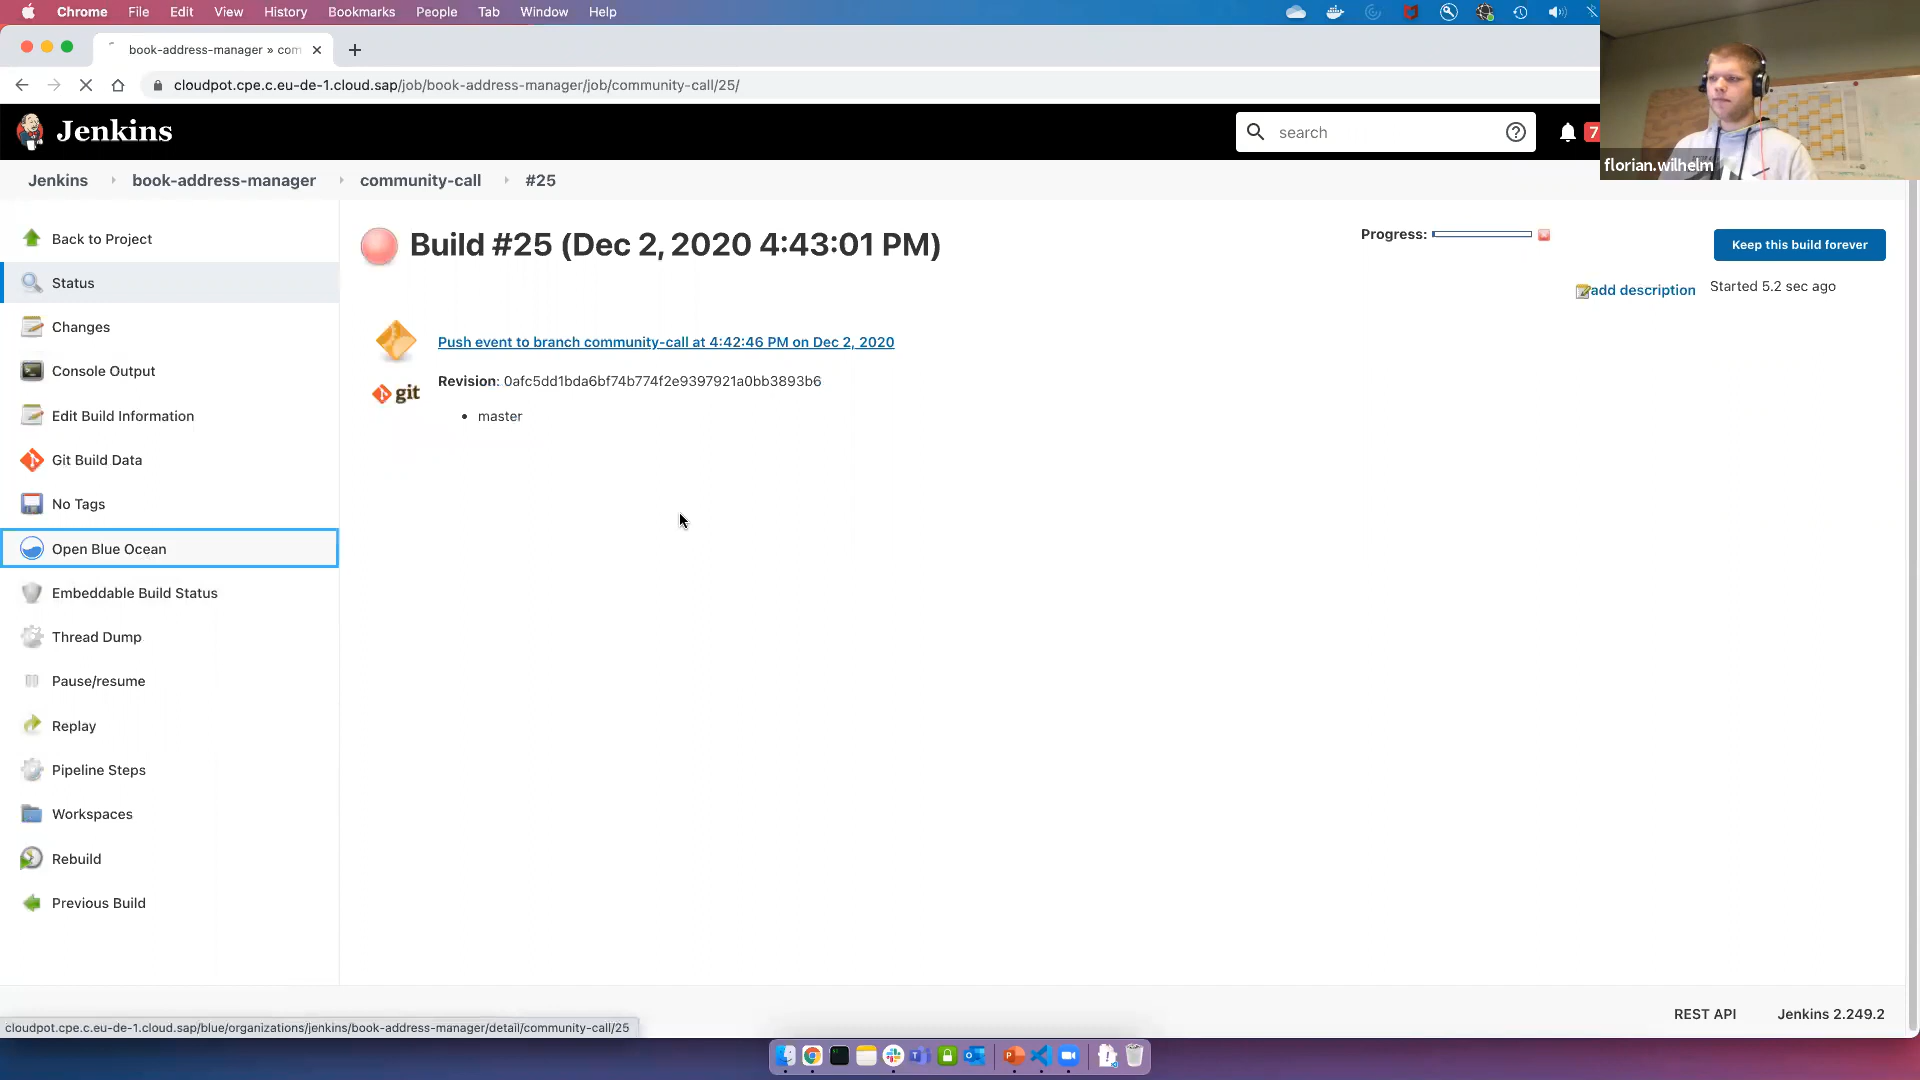 Chrome File Edit View History Bookmarks People Tab Window Help
book-address-manager » com
cloudpot.cpe.c.eu-de-1.cloud.sap/job/book-address-manager/job/community-call/25/
Jenkins
search
7
florian.wilhelm
Jenkins book-address-manager community-call #25
Back to Project
Status
Changes
Console Output
Edit Build Information
Git Build Data
No Tags
Open Blue Ocean
Embeddable Build Status
Thread Dump
Pause/resume
Replay
Pipeline Steps
Workspaces
Rebuild
Previous Build
Build #25 (Dec 2, 2020 4:43:01 PM)
Progress:
Keep this build forever
add description
Started 5.2 sec ago
Push event to branch community-call at 4:42:46 PM on Dec 2, 2020
git
Revision: 0afc5dd1bda6bf74b774f2e9397921a0bb3893b6
• master
REST API Jenkins 2.249.2
cloudpot.cpe.c.eu-de-1.cloud.sap/blue/organizations/jenkins/book-address-manager/detail/community-call/25